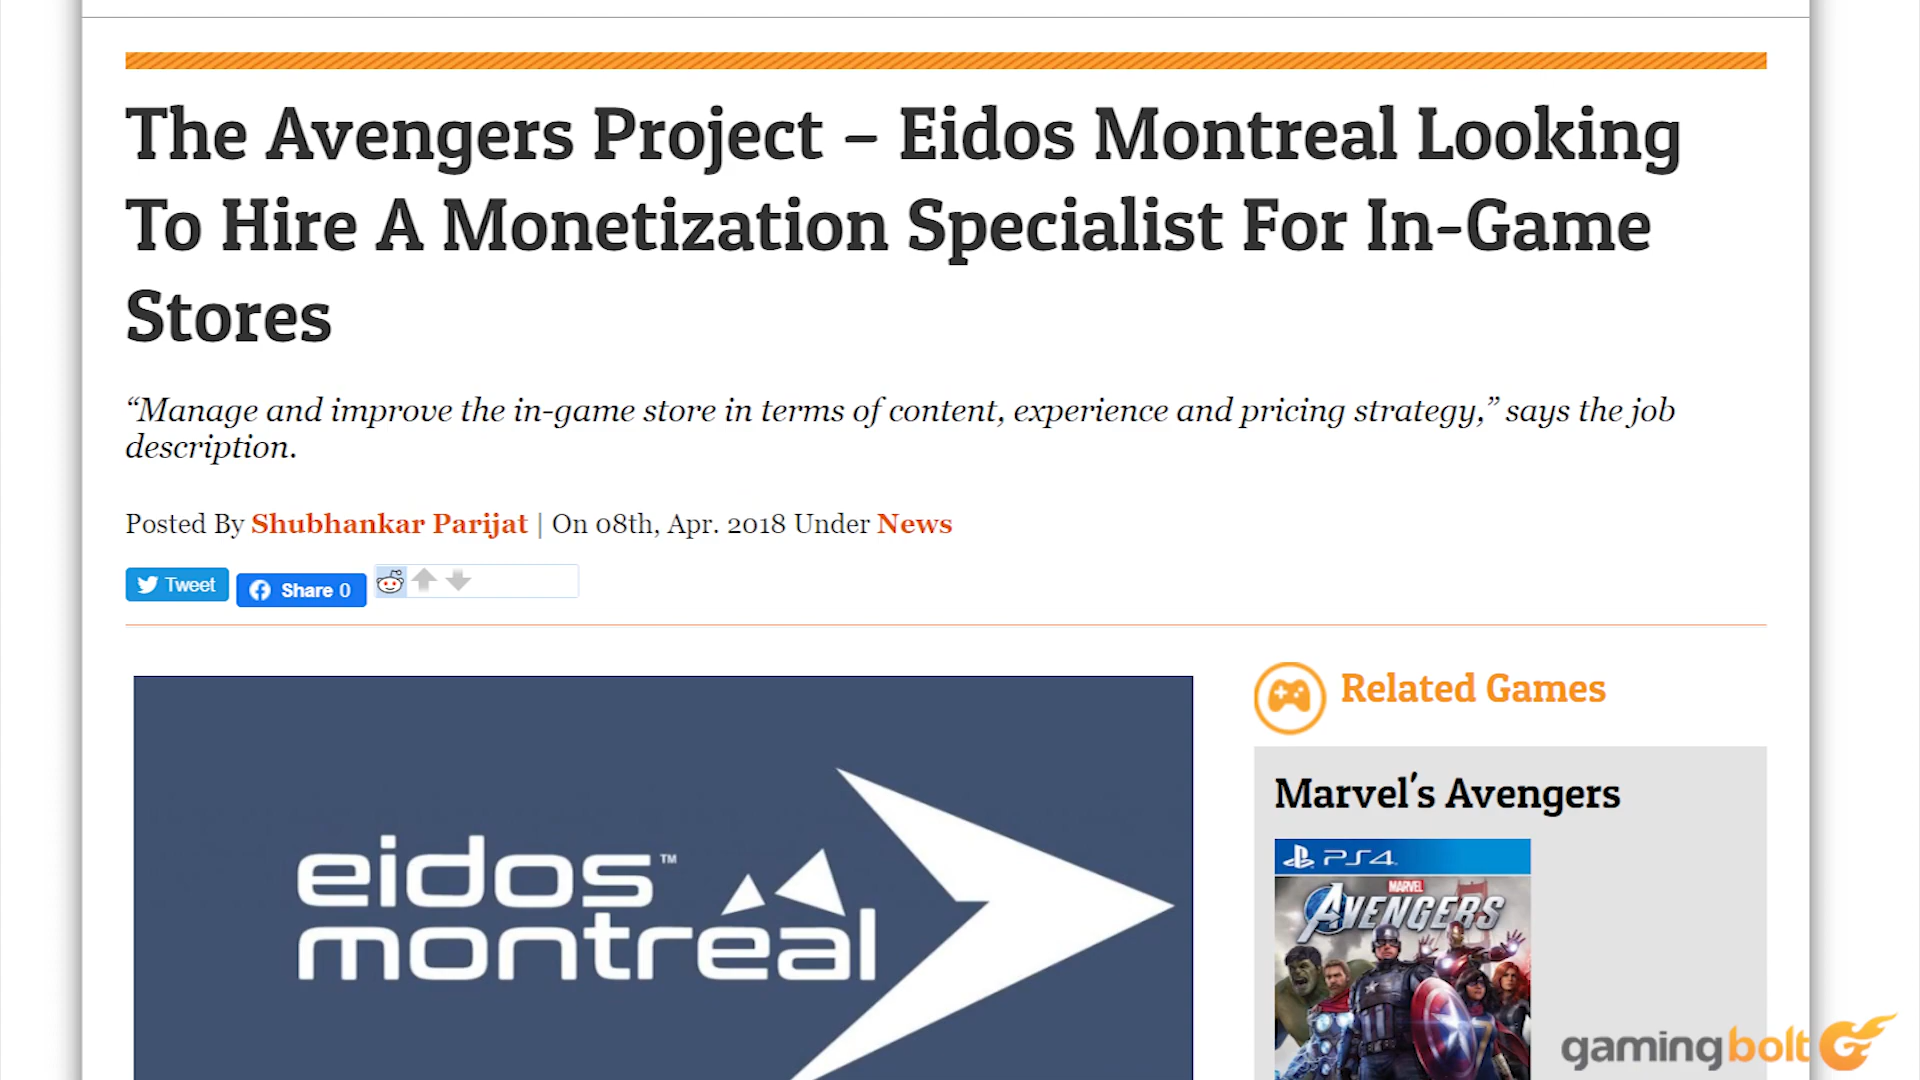 The Avengers Project – Eidos Montreal Looking
To Hire A Monetization Specialist For In-Game
Stores
“Manage and improve the in-game store in terms of content, experience and pricing strategy,” says the job
description.
Posted By Shubhankar Parijat | On 08th, Apr. 2018 Under News
Tweet
Share 0
Related Games
Marvel's Avengers
eidos™
montréal
PS4
MARVEL
AVENGERS
gamingbolt